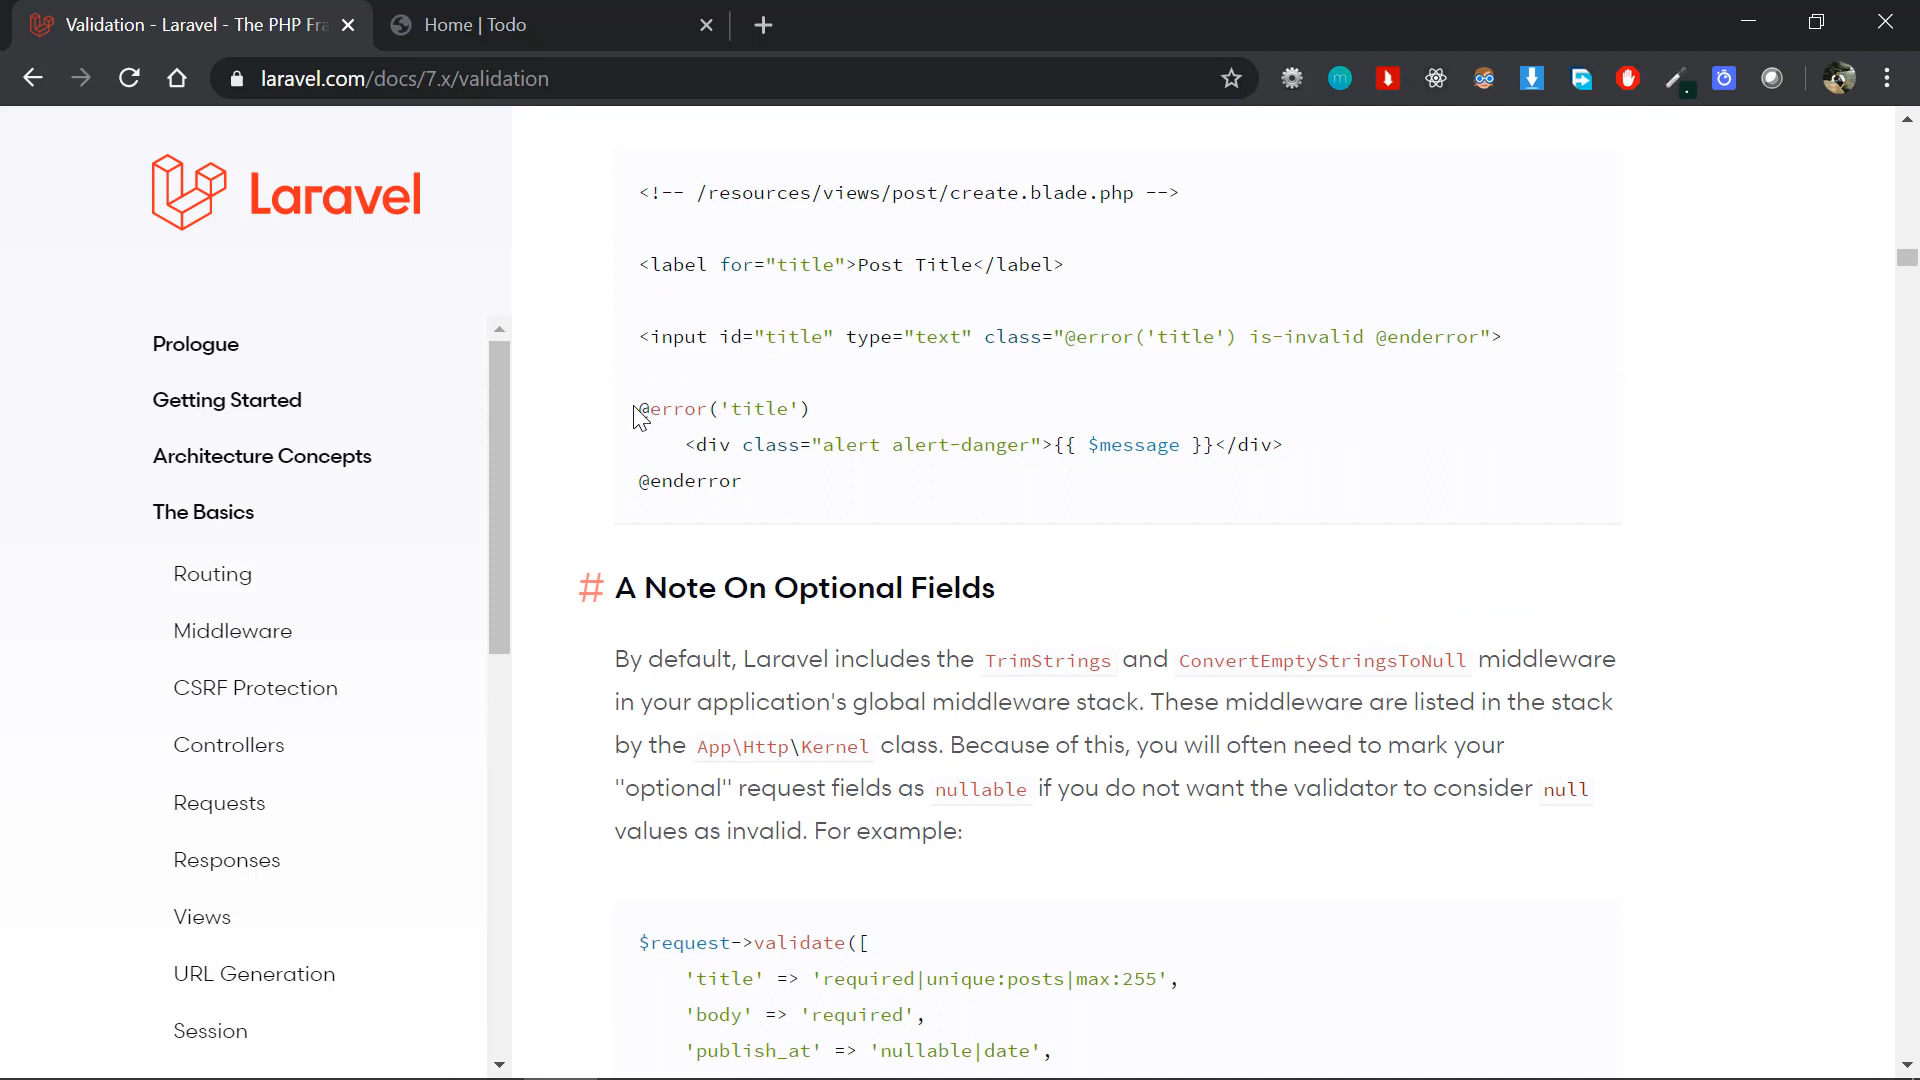 Validation - Laravel - The PHP Fra
Home | Todo
laravel.com/docs/7.x/validation
Laravel
Prologue
Getting Started
Architecture Concepts
The Basics
Routing
Middleware
CSRF Protection
Controllers
Requests
Responses
Views
URL Generation
Session
<!-- /resources/views/post/create.blade.php -->
<label for="title">Post Title</label>
<input id="title" type="text" class="@error('title') is-invalid @enderror">
@error('title')
<div class="alert alert-danger">{{ $message }}</div>
@enderror
# A Note On Optional Fields
By default, Laravel includes the TrimStrings and ConvertEmptyStringsToNull middleware
in your application's global middleware stack. These middleware are listed in the stack
by the App\Http\Kernel class. Because of this, you will often need to mark your
"optional" request fields as nullable if you do not want the validator to consider null
values as invalid. For example:
$request->validate([
'title' => 'required|unique:posts|max:255',
'body' => 'required',
'publish_at' => 'nullable|date',